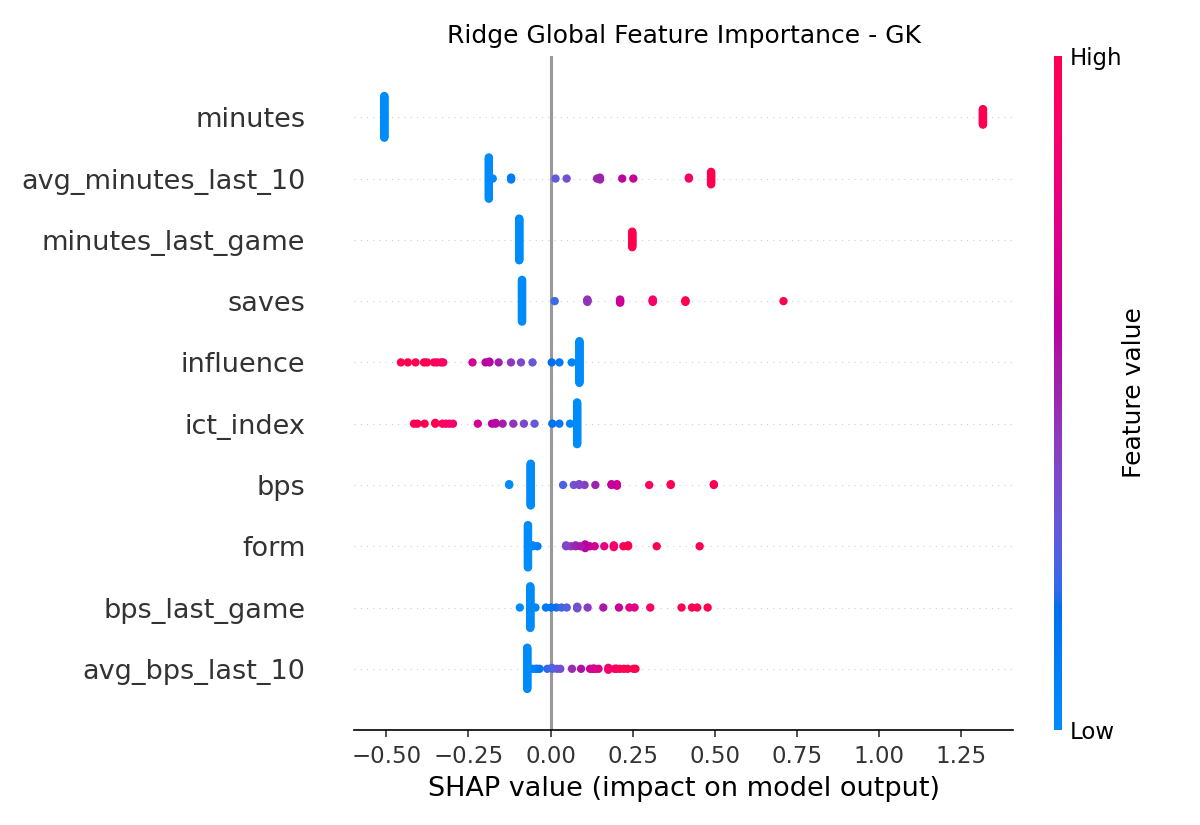 Ridge Global Feature Importance - GK
High
minutes
avg_minutes_last_10
minutes_last_game
saves
influence
ict_index
bps
form
bps_last_game
avg_bps_last_10
Feature value
Low
−0.50 −0.25 0.00 0.25 0.50 0.75 1.00 1.25
SHAP value (impact on model output)